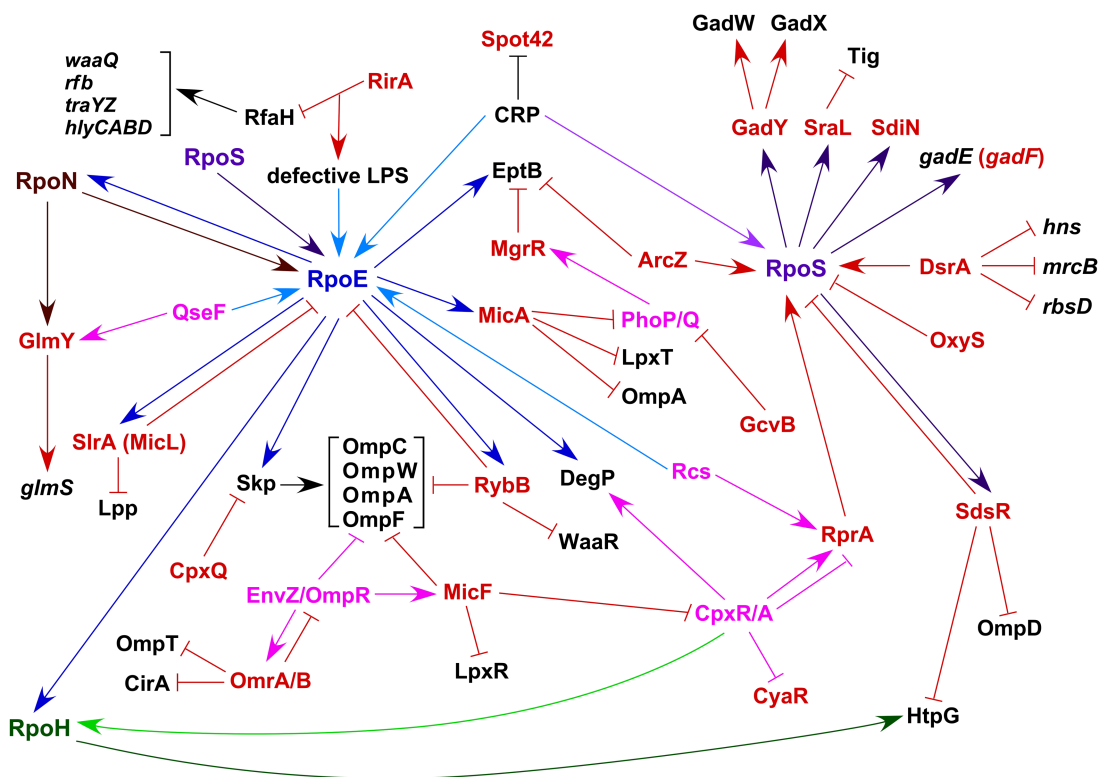 GadW GadX
Spot42
Tig
waaQ
rfb
traYZ
hlyCABD
RirA
RfaH
CRP
GadY SraL SdiN
RpoS
defective LPS
EptB
gadE (gadF)
RpoN
hns
MgrR
ArcZ
RpoS
DsrA
mrcB
RpoE
rbsD
QseF
MicA
PhoP/Q
GlmY
OxyS
LpxT
OmpA
GcvB
SlrA (MicL)
OmpC
OmpW
OmpA
OmpF
Skp
RybB
DegP
Rcs
glmS
Lpp
SdsR
WaaR
RprA
CpxQ
EnvZ/OmpR
MicF
CpxR/A
OmpD
OmpT
LpxR
CirA
OmrA/B
CyaR
RpoH
HtpG